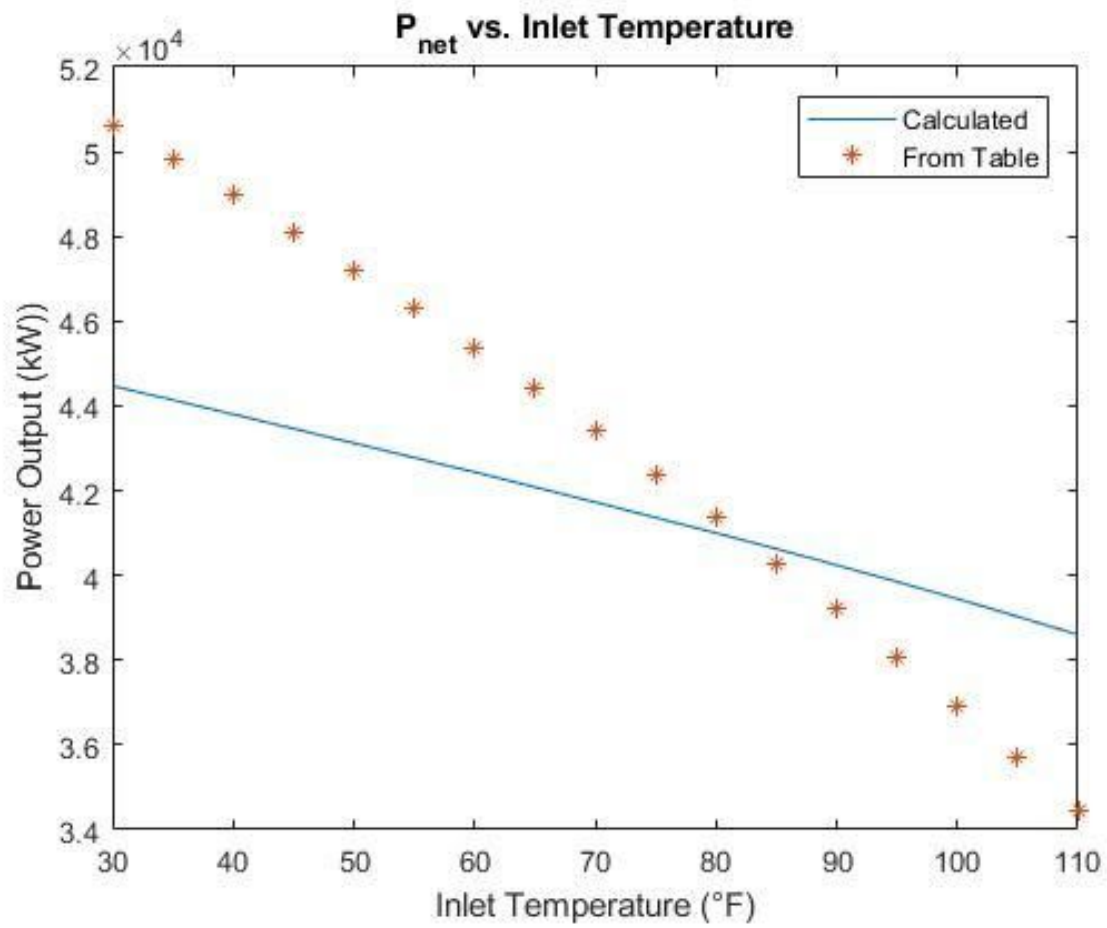 P_net vs. Inlet Temperature
×10^4
5.2
5
4.8
4.6
4.4
4.2
4
3.8
3.6
3.4
Power Output (kW))
Calculated
From Table
30 40 50 60 70 80 90 100 110
Inlet Temperature (°F)